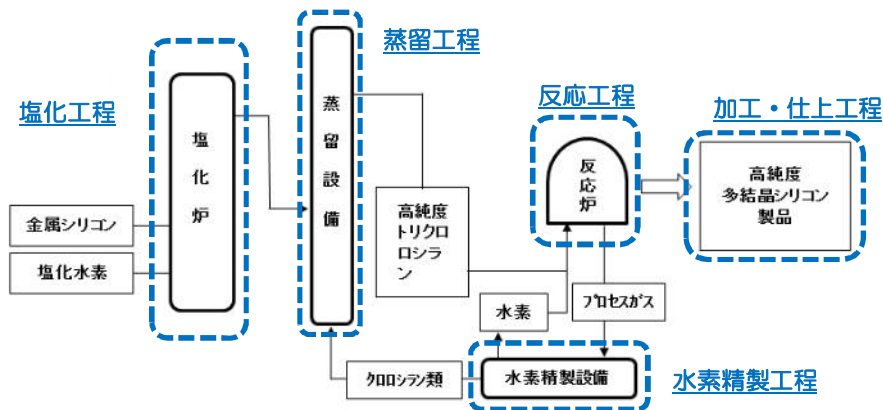 蒸留工程
塩化工程
反応工程
加工・仕上工程
塩化炉
蒸留設備
反応炉
高純度
多結晶シリコン
製品
金属シリコン
塩化水素
高純度
トリクロ
ロシラ
ン
水素
プロセスガス
クロロシラン類
水素精製設備
水素精製工程